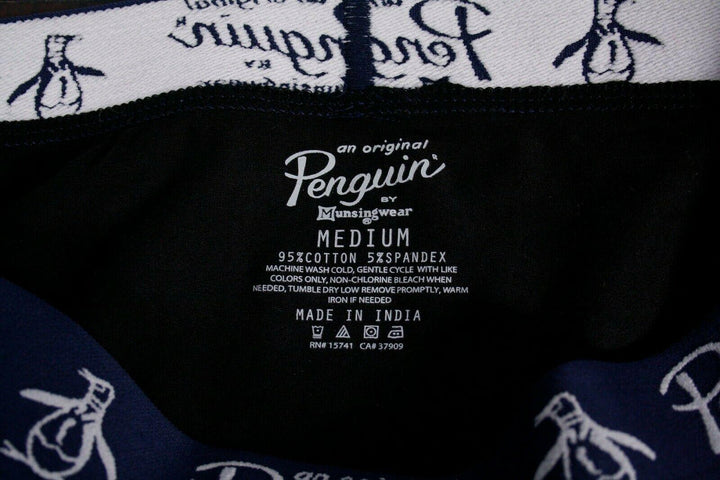 an original
Penguin
BY
Munsingwear
MEDIUM
95%COTTON 5%SPANDEX
MACHINE WASH COLD, GENTLE CYCLE WITH LIKE
COLORS ONLY, NON-CHLORINE BLEACH WHEN
NEEDED, TUMBLE DRY LOW REMOVE PROMPTLY, WARM
IRON IF NEEDED
MADE IN INDIA
RN# 15741 CA# 37909
Penguin
an